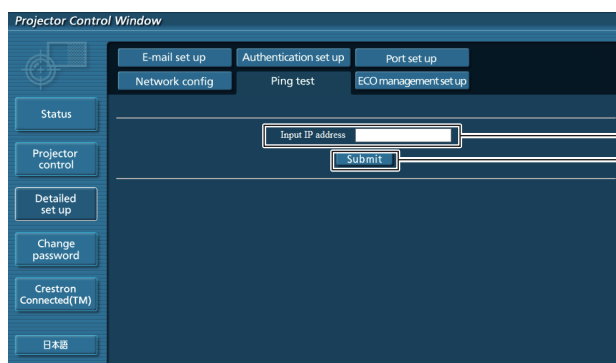 Projector Control Window
E-mail set up
Authentication set up
Port set up
Network config
Ping test
ECO management set up
Status
Projector
control
Detailed
set up
Change
password
Crestron
Connected(TM)
日本語
Input IP address
Submit